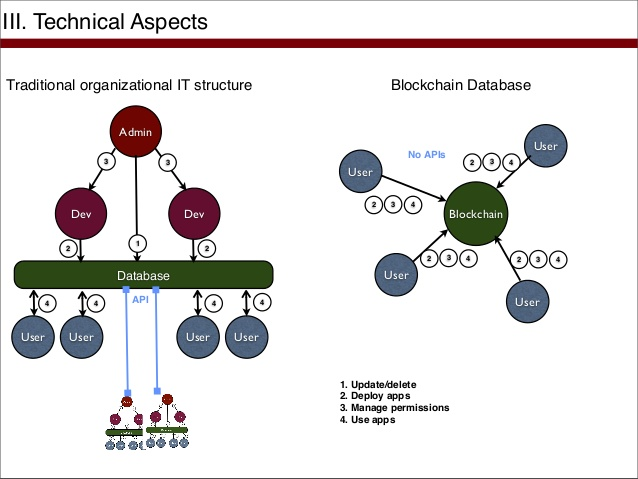 III. Technical Aspects
Traditional organizational IT structure
Blockchain Database
Admin
3
3
Dev
Dev
2
1
2
Database
4
4
API
4
4
User
User
User
User
No APIs
User
2 3 4
User
2 3 4
Blockchain
User
2 3 4
User
2 3 4
1. Update/delete
2. Deploy apps
3. Manage permissions
4. Use apps